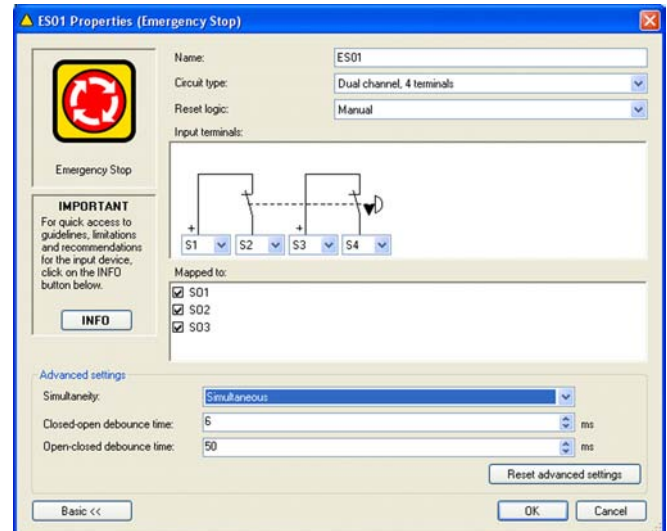 ES01 Properties (Emergency Stop)
Emergency Stop
IMPORTANT
For quick access to
guidelines, limitations
and recommendations
for the input device,
click on the INFO
button below.
INFO
Name: ES01
Circuit type: Dual channel, 4 terminals
Reset logic: Manual
Input terminals:
+ +
S1 S2 S3 S4
Mapped to:
SO1
SO2
SO3
Advanced settings
Simultaneity: Simultaneous
Closed-open debounce time: 6 ms
Open-closed debounce time: 50 ms
Reset advanced settings
Basic << OK Cancel